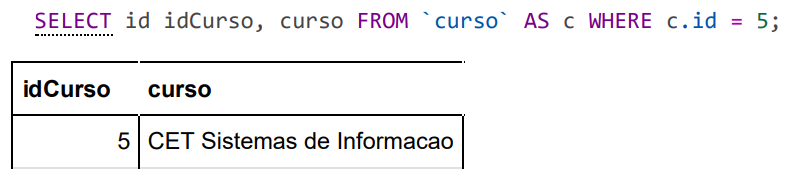 SELECT id idCurso, curso FROM `curso` AS c WHERE c.id = 5;
idCurso curso
5 CET Sistemas de Informacao